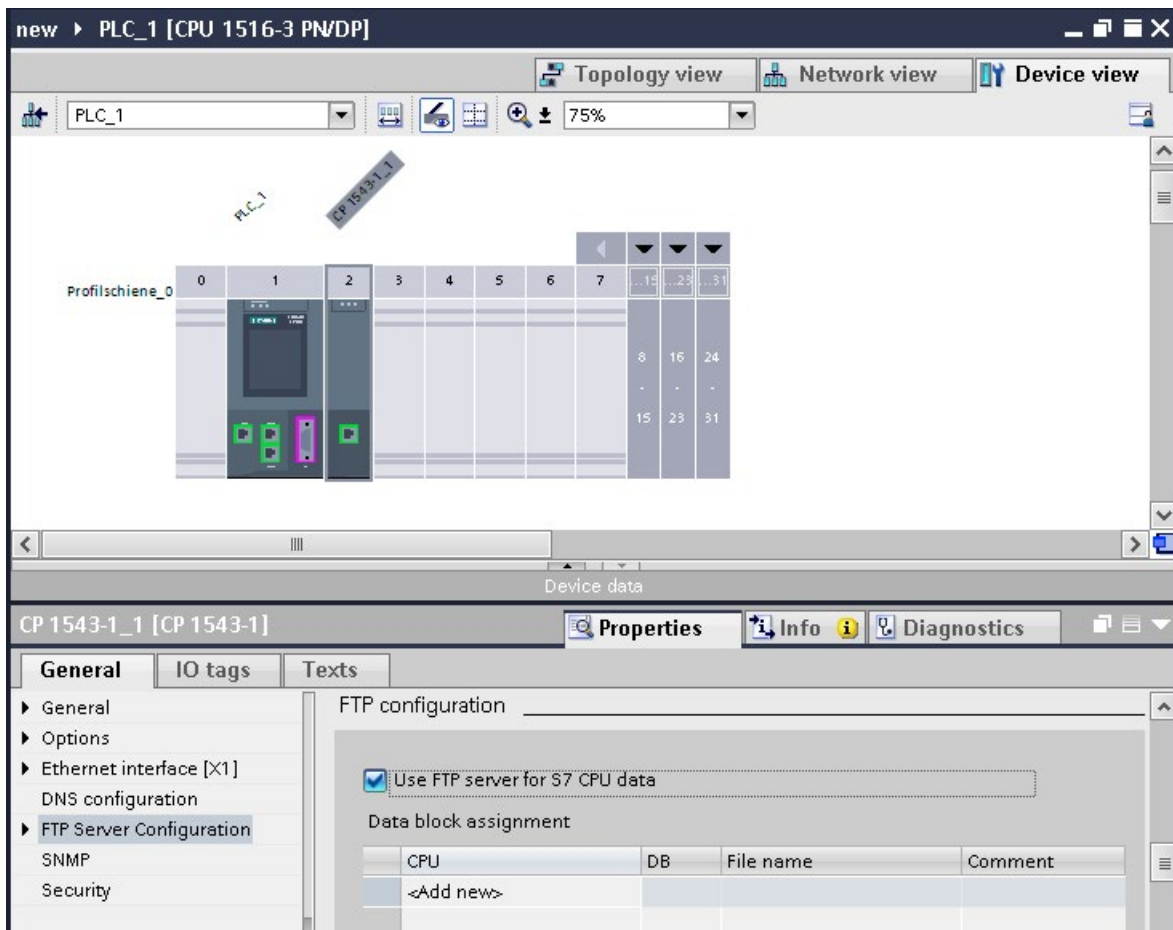 new ▸ PLC_1 [CPU 1516-3 PN/DP]
Topology view
Network view
Device view
PLC_1
75%
PLC_1
CP 1543-1_1
Profilschiene_0
0 1 2 3 4 5 6 7 ...15 ...23 ...31
8 16 24
- - -
15 23 31
Device data
CP 1543-1_1 [CP 1543-1]
Properties
Info
Diagnostics
General
IO tags
Texts
General
Options
Ethernet interface [X1]
DNS configuration
FTP Server Configuration
SNMP
Security
FTP configuration
Use FTP server for S7 CPU data
Data block assignment
CPU DB File name Comment
<Add new>